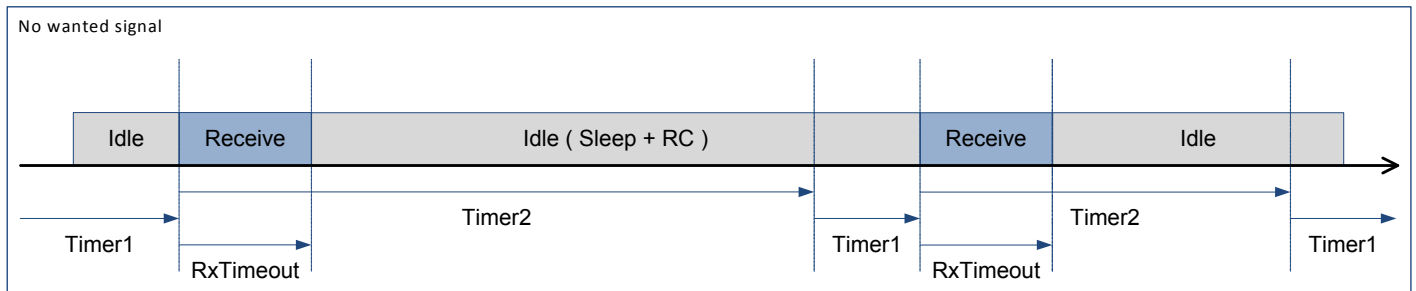 No wanted signal
Idle Receive Idle ( Sleep + RC ) Receive Idle
Timer2 Timer2
Timer1 Timer1 Timer1
RxTimeout RxTimeout